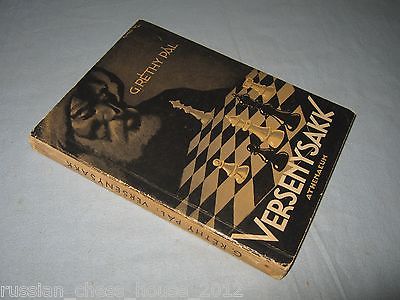 G. RÉTHY PÁL
VERSENYSAKK
ATHENAEUM
G. RÉTHY PÁL: VERSENYSAKK
russian_chess_house_2012